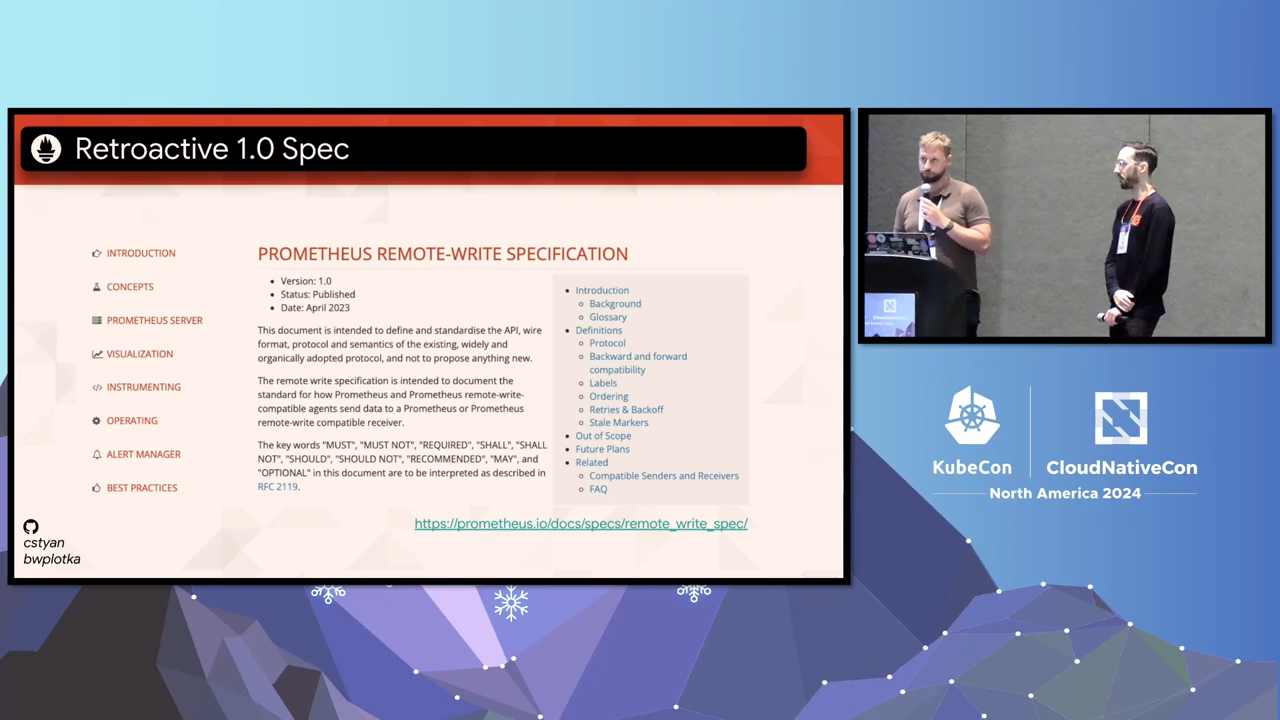 Retroactive 1.0 Spec
INTRODUCTION
CONCEPTS
PROMETHEUS SERVER
VISUALIZATION
INSTRUMENTING
OPERATING
ALERT MANAGER
BEST PRACTICES
PROMETHEUS REMOTE-WRITE SPECIFICATION
Version: 1.0
Status: Published
Date: April 2023
This document is intended to define and standardise the API, wire
format, protocol and semantics of the existing, widely and
organically adopted protocol, and not to propose anything new.
The remote write specification is intended to document the
standard for how Prometheus and Prometheus remote-write-
compatible agents send data to a Prometheus or Prometheus
remote-write compatible receiver.
The key words "MUST", "MUST NOT", "REQUIRED", "SHALL", "SHALL
NOT", "SHOULD", "SHOULD NOT", "RECOMMENDED", "MAY", and
"OPTIONAL" in this document are to be interpreted as described in
RFC 2119.
Introduction
Background
Glossary
Definitions
Protocol
Backward and forward
compatibility
Labels
Ordering
Retries & Backoff
Stale Markers
Out of Scope
Future Plans
Related
Compatible Senders and Receivers
FAQ
https://prometheus.io/docs/specs/remote_write_spec/
cstyan
bwplotka
KubeCon
CloudNativeCon
North America 2024